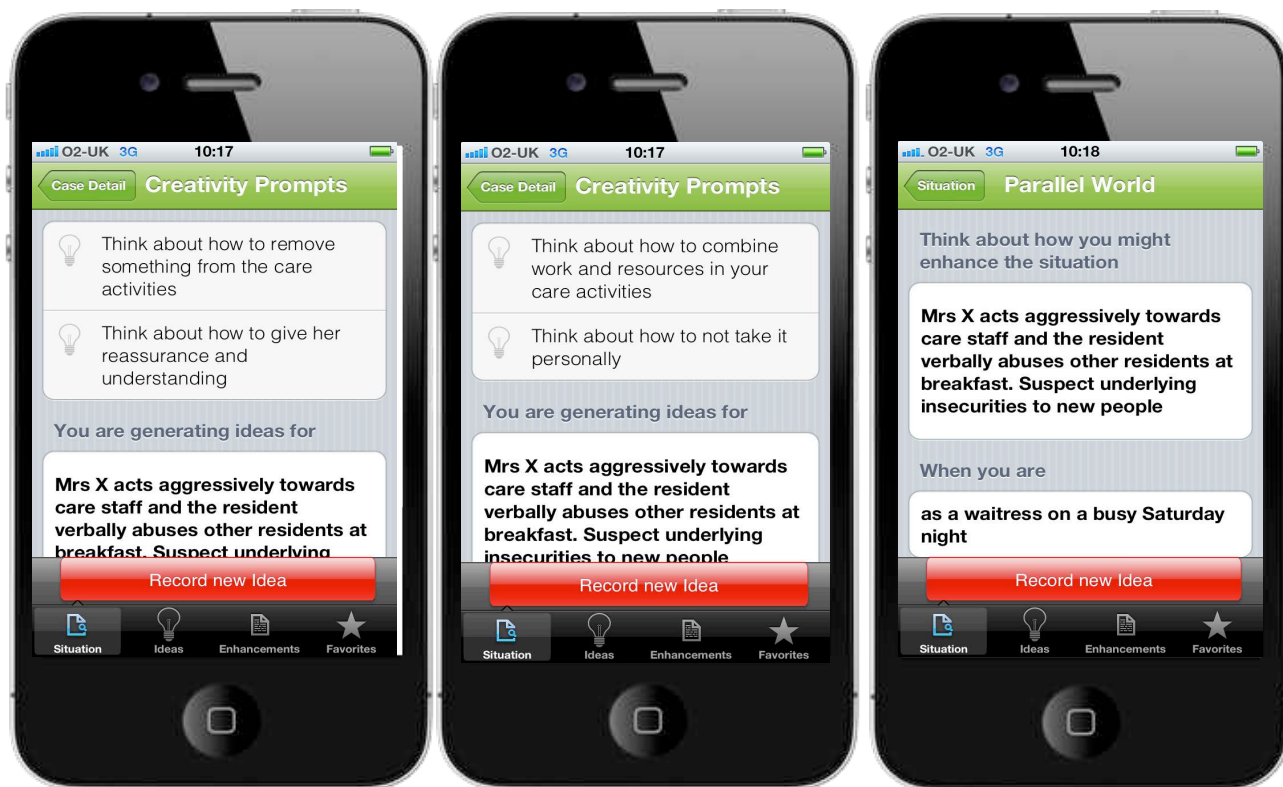 O2-UK 3G 10:17
Case Detail Creativity Prompts
Think about how to remove
something from the care
activities
Think about how to give her
reassurance and
understanding
You are generating ideas for
Mrs X acts aggressively towards
care staff and the resident
verbally abuses other residents at
breakfast. Suspect underlying
Record new Idea
Situation Ideas Enhancements Favorites
O2-UK 3G 10:17
Case Detail Creativity Prompts
Think about how to combine
work and resources in your
care activities
Think about how to not take it
personally
You are generating ideas for
Mrs X acts aggressively towards
care staff and the resident
verbally abuses other residents at
breakfast. Suspect underlying
insecurities to new people
Record new Idea
Situation Ideas Enhancements Favorites
O2-UK 3G 10:18
Situation Parallel World
Think about how you might
enhance the situation
Mrs X acts aggressively towards
care staff and the resident
verbally abuses other residents at
breakfast. Suspect underlying
insecurities to new people
When you are
as a waitress on a busy Saturday
night
Record new Idea
Situation Ideas Enhancements Favorites